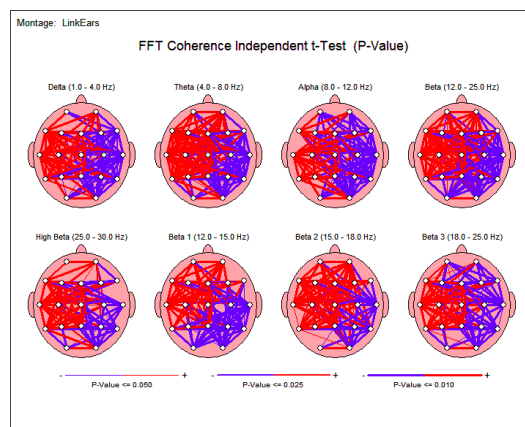 Montage: LinkEars
FFT Coherence Independent t-Test (P-Value)
Delta (1.0 - 4.0 Hz) Theta (4.0 - 8.0 Hz) Alpha (8.0 - 12.0 Hz) Beta (12.0 - 25.0 Hz)
High Beta (25.0 - 30.0 Hz) Beta 1 (12.0 - 15.0 Hz) Beta 2 (15.0 - 18.0 Hz) Beta 3 (18.0 - 25.0 Hz)
- + - + - +
P-Value <= 0.050 P-Value <= 0.025 P-Value <= 0.010